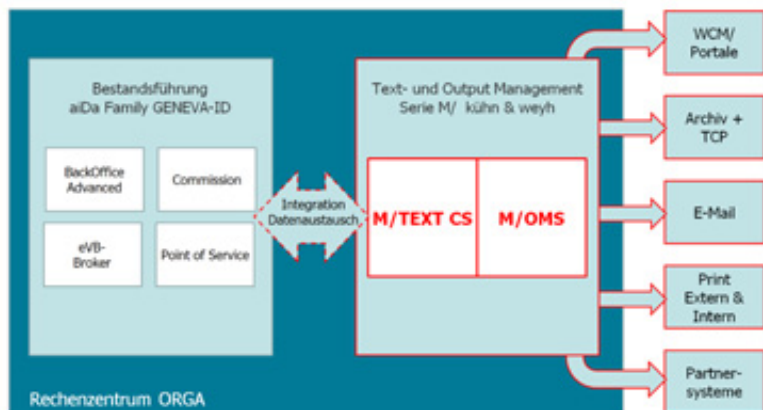 Bestandsführung
aiDa Family GENEVA-ID
BackOffice
Advanced
Commission
eVB-
Broker
Point of Service
Integration
Datenaustausch
Text- und Output Management
Serie M/ kühn & weyh
M/TEXT CS
M/OMS
WCM/
Portale
Archiv +
TCP
E-Mail
Print
Extern &
Intern
Partner-
systeme
Rechenzentrum ORGA